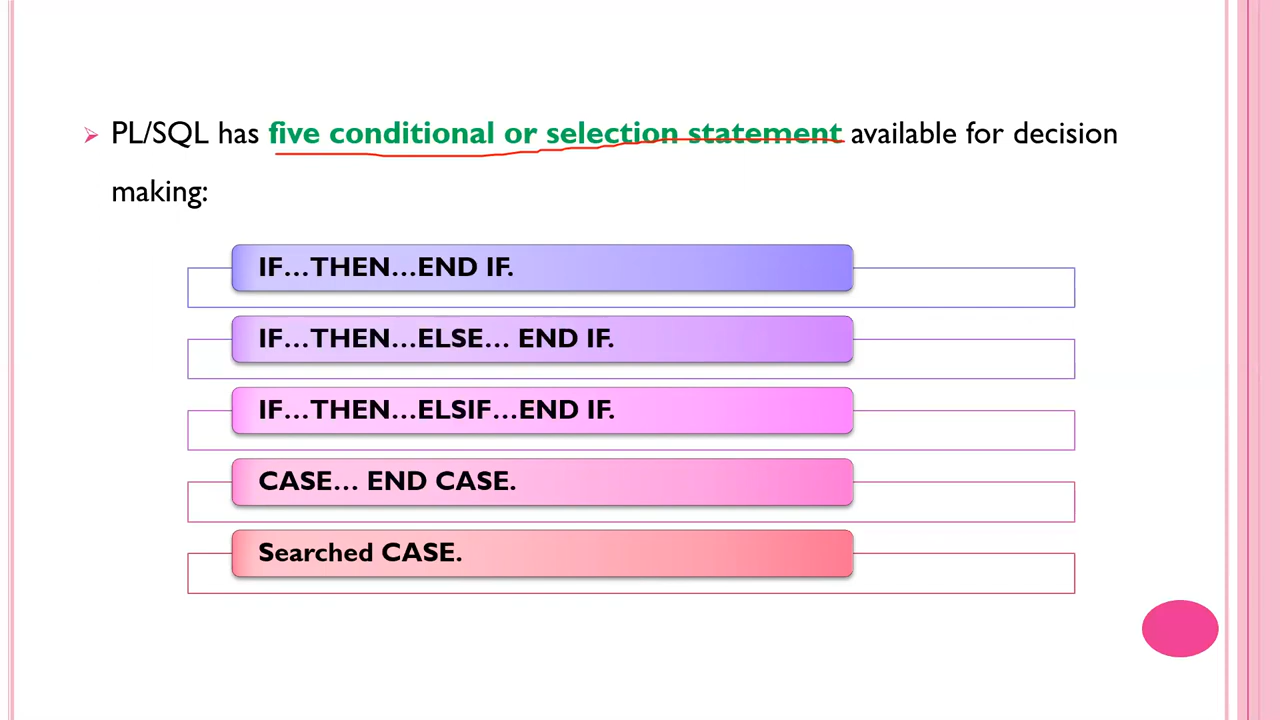 PL/SQL has five conditional or selection statement available for decision
making:
IF...THEN...END IF.
IF...THEN...ELSE... END IF.
IF...THEN...ELSIF...END IF.
CASE... END CASE.
Searched CASE.